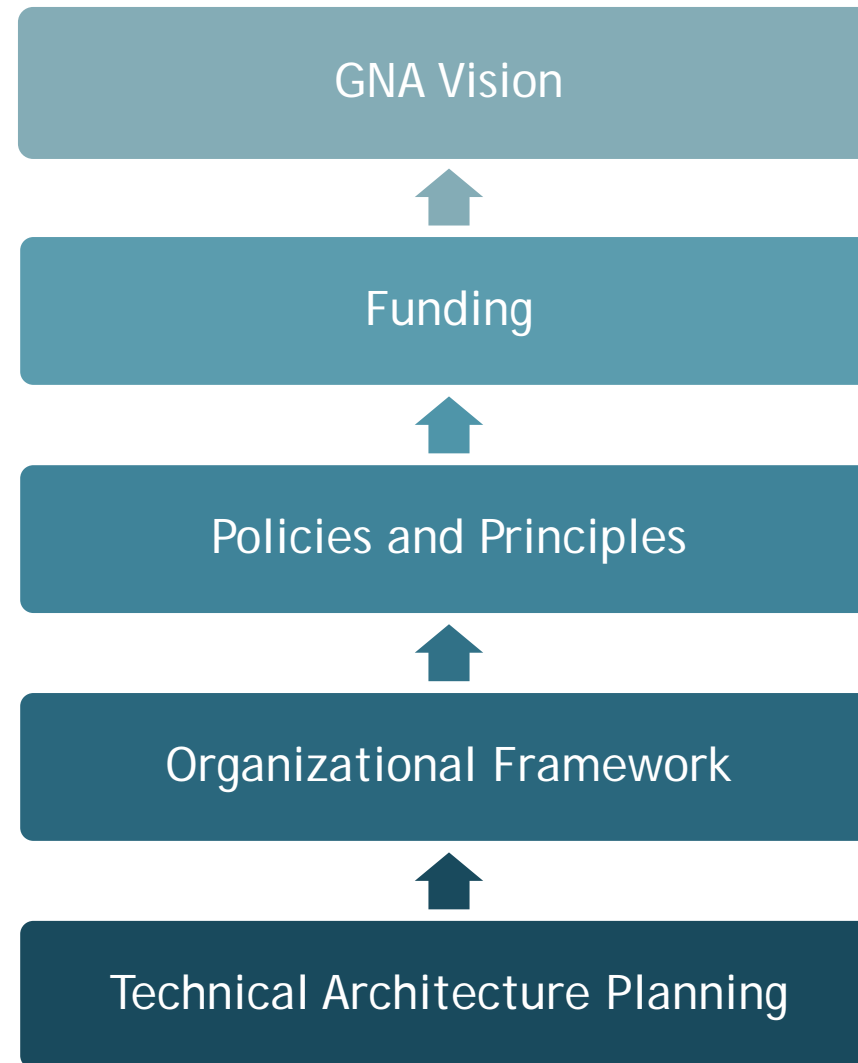 GNA Vision
Funding
Policies and Principles
Organizational Framework
Technical Architecture Planning